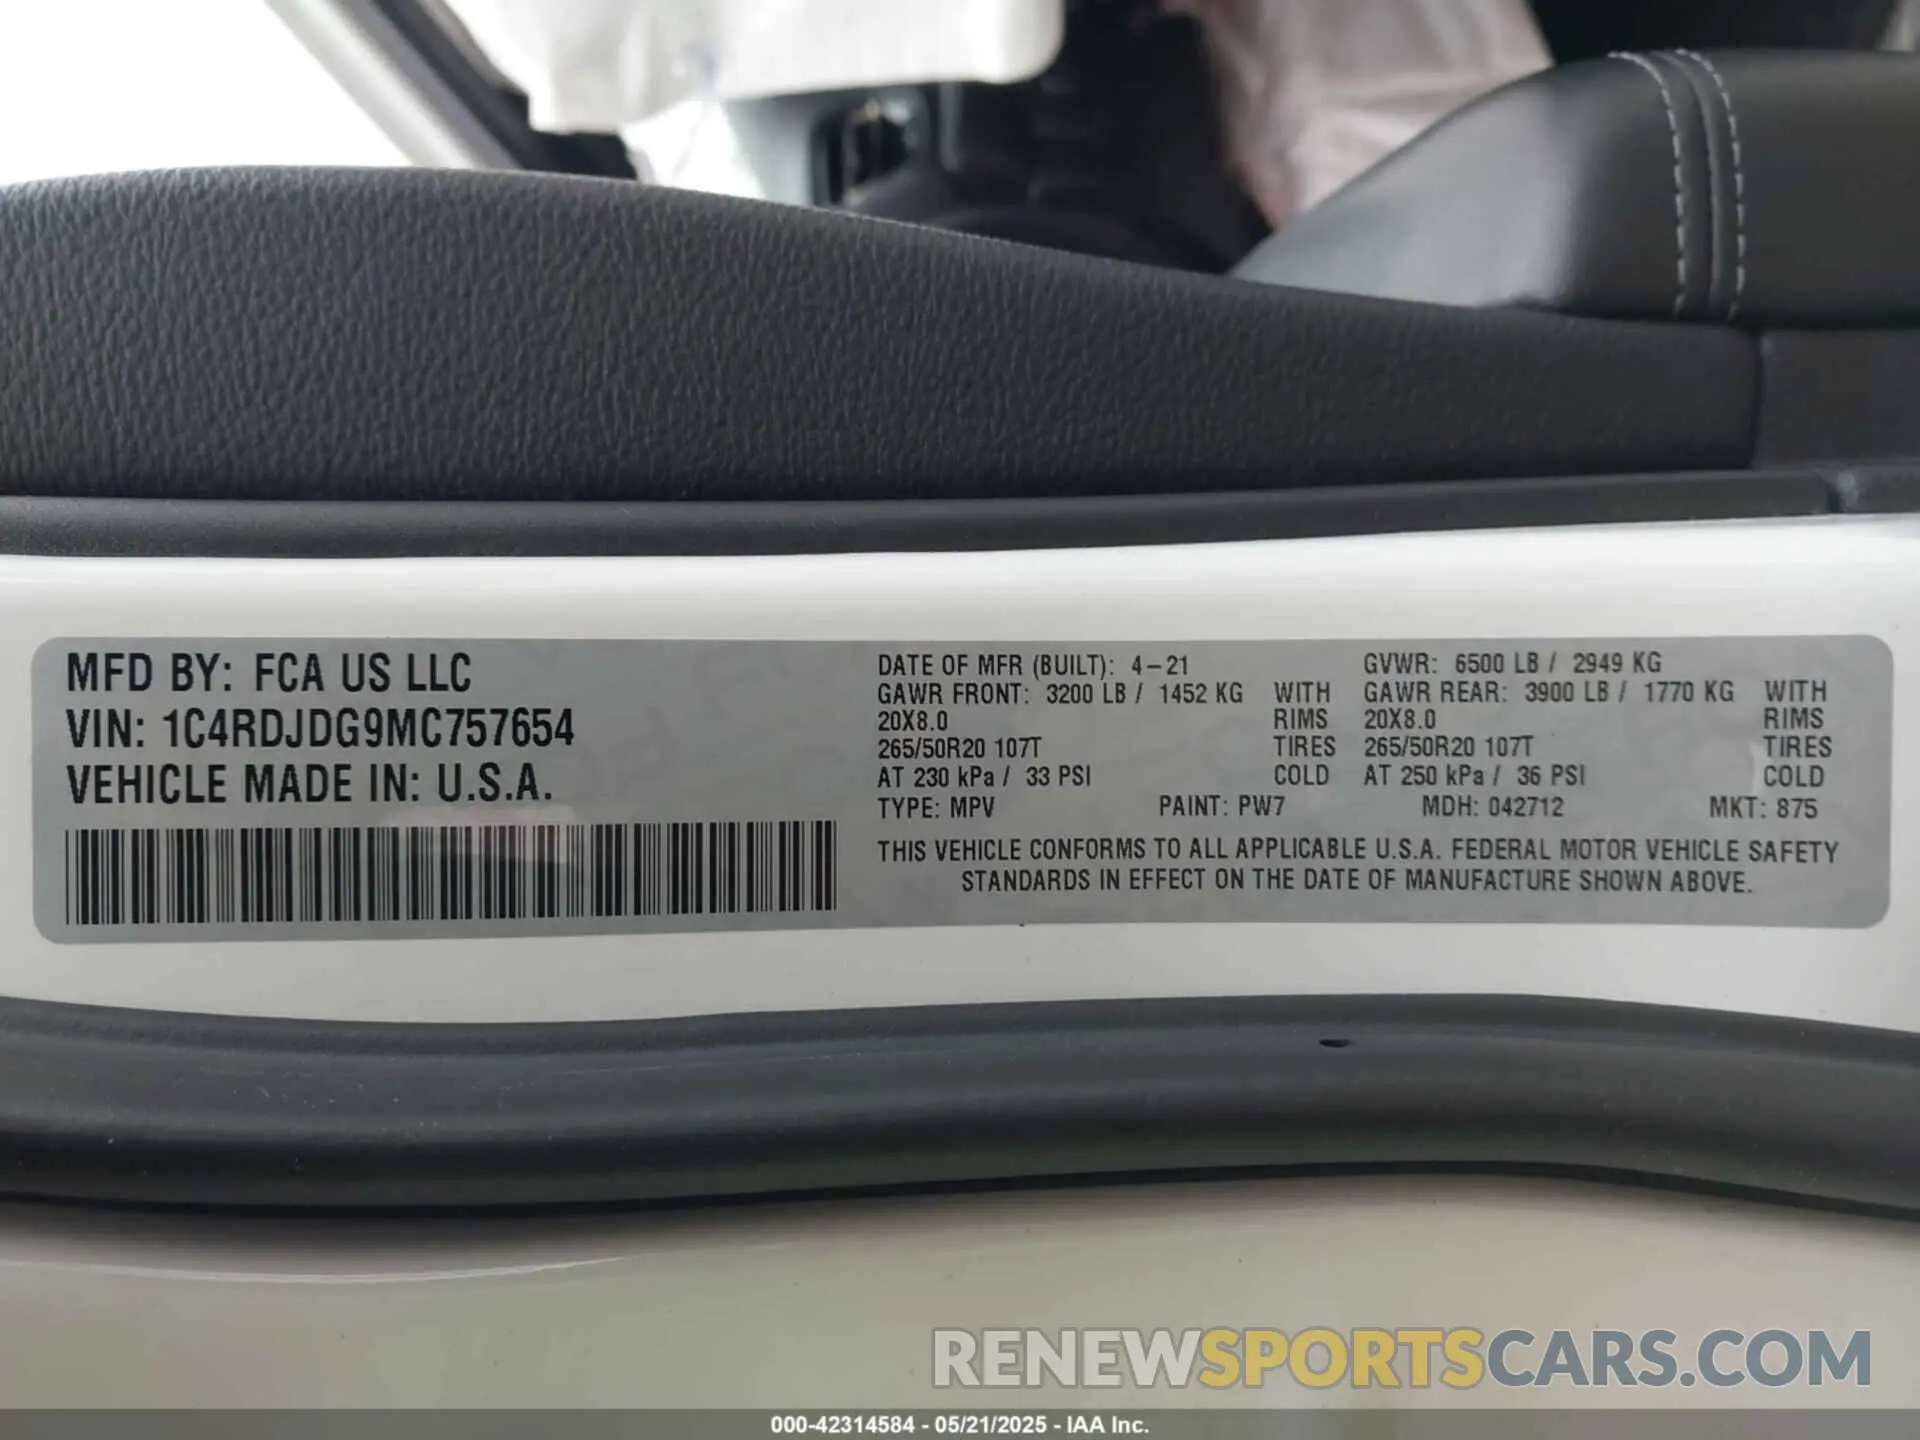 MFD BY: FCA US LLC
VIN: 1C4RDJDG9MC757654
VEHICLE MADE IN: U.S.A.
DATE OF MFR (BUILT): 4-21
GAWR FRONT: 3200 LB / 1452 KG WITH
20X8.0 RIMS
265/50R20 107T TIRES
AT 230 kPa / 33 PSI COLD
GVWR: 6500 LB / 2949 KG
GAWR REAR: 3900 LB / 1770 KG WITH
20X8.0 RIMS
265/50R20 107T TIRES
AT 250 kPa / 36 PSI COLD
TYPE: MPV PAINT: PW7 MDH: 042712 MKT: 875
THIS VEHICLE CONFORMS TO ALL APPLICABLE U.S.A. FEDERAL MOTOR VEHICLE SAFETY
STANDARDS IN EFFECT ON THE DATE OF MANUFACTURE SHOWN ABOVE.
RENEWSPORTSCARS.COM
000-42314584 - 05/21/2025 - IAA Inc.